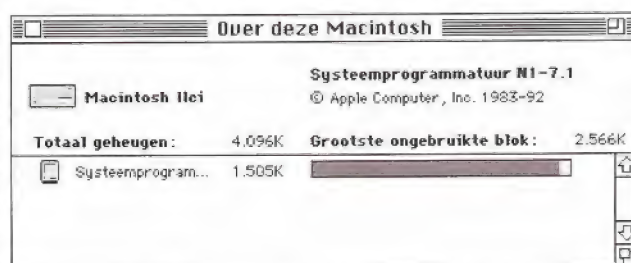 Over deze Macintosh
Systeemprogrammatuur N1-7.1
Macintosh IIci
© Apple Computer, Inc. 1983-92
Totaal geheugen: 4.096K Grootste ongebruikte blok: 2.566K
Systeemprogram... 1.505K